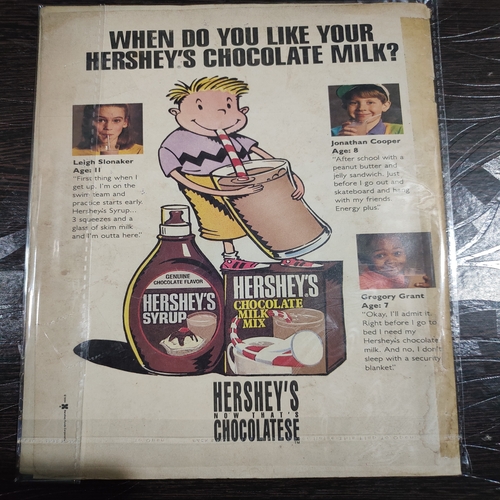 WHEN DO YOU LIKE YOUR
HERSHEY'S CHOCOLATE MILK?
Leigh Slonaker
Age: 11
"First thing when I
get up. I'm on the
swim team and
practice starts early.
Hershey's Syrup...
3 squeezes and a
glass of skim milk
and I'm outta here."
Jonathan Cooper
Age: 8
"After school with a
peanut butter and
jelly sandwich. Just
before I go out and
skateboard and hang
with my friends.
Energy plus."
Gregory Grant
Age: 7
"Okay, I'll admit it.
Right before I go to
bed I need my
Hershey's chocolate
milk. And no, I don't
sleep with a security
blanket."
GENUINE
CHOCOLATE FLAVOR
HERSHEY'S
SYRUP
HERSHEY'S
CHOCOLATE
MILK
MIX
HERSHEY'S
NOW THAT'S
CHOCOLATESE